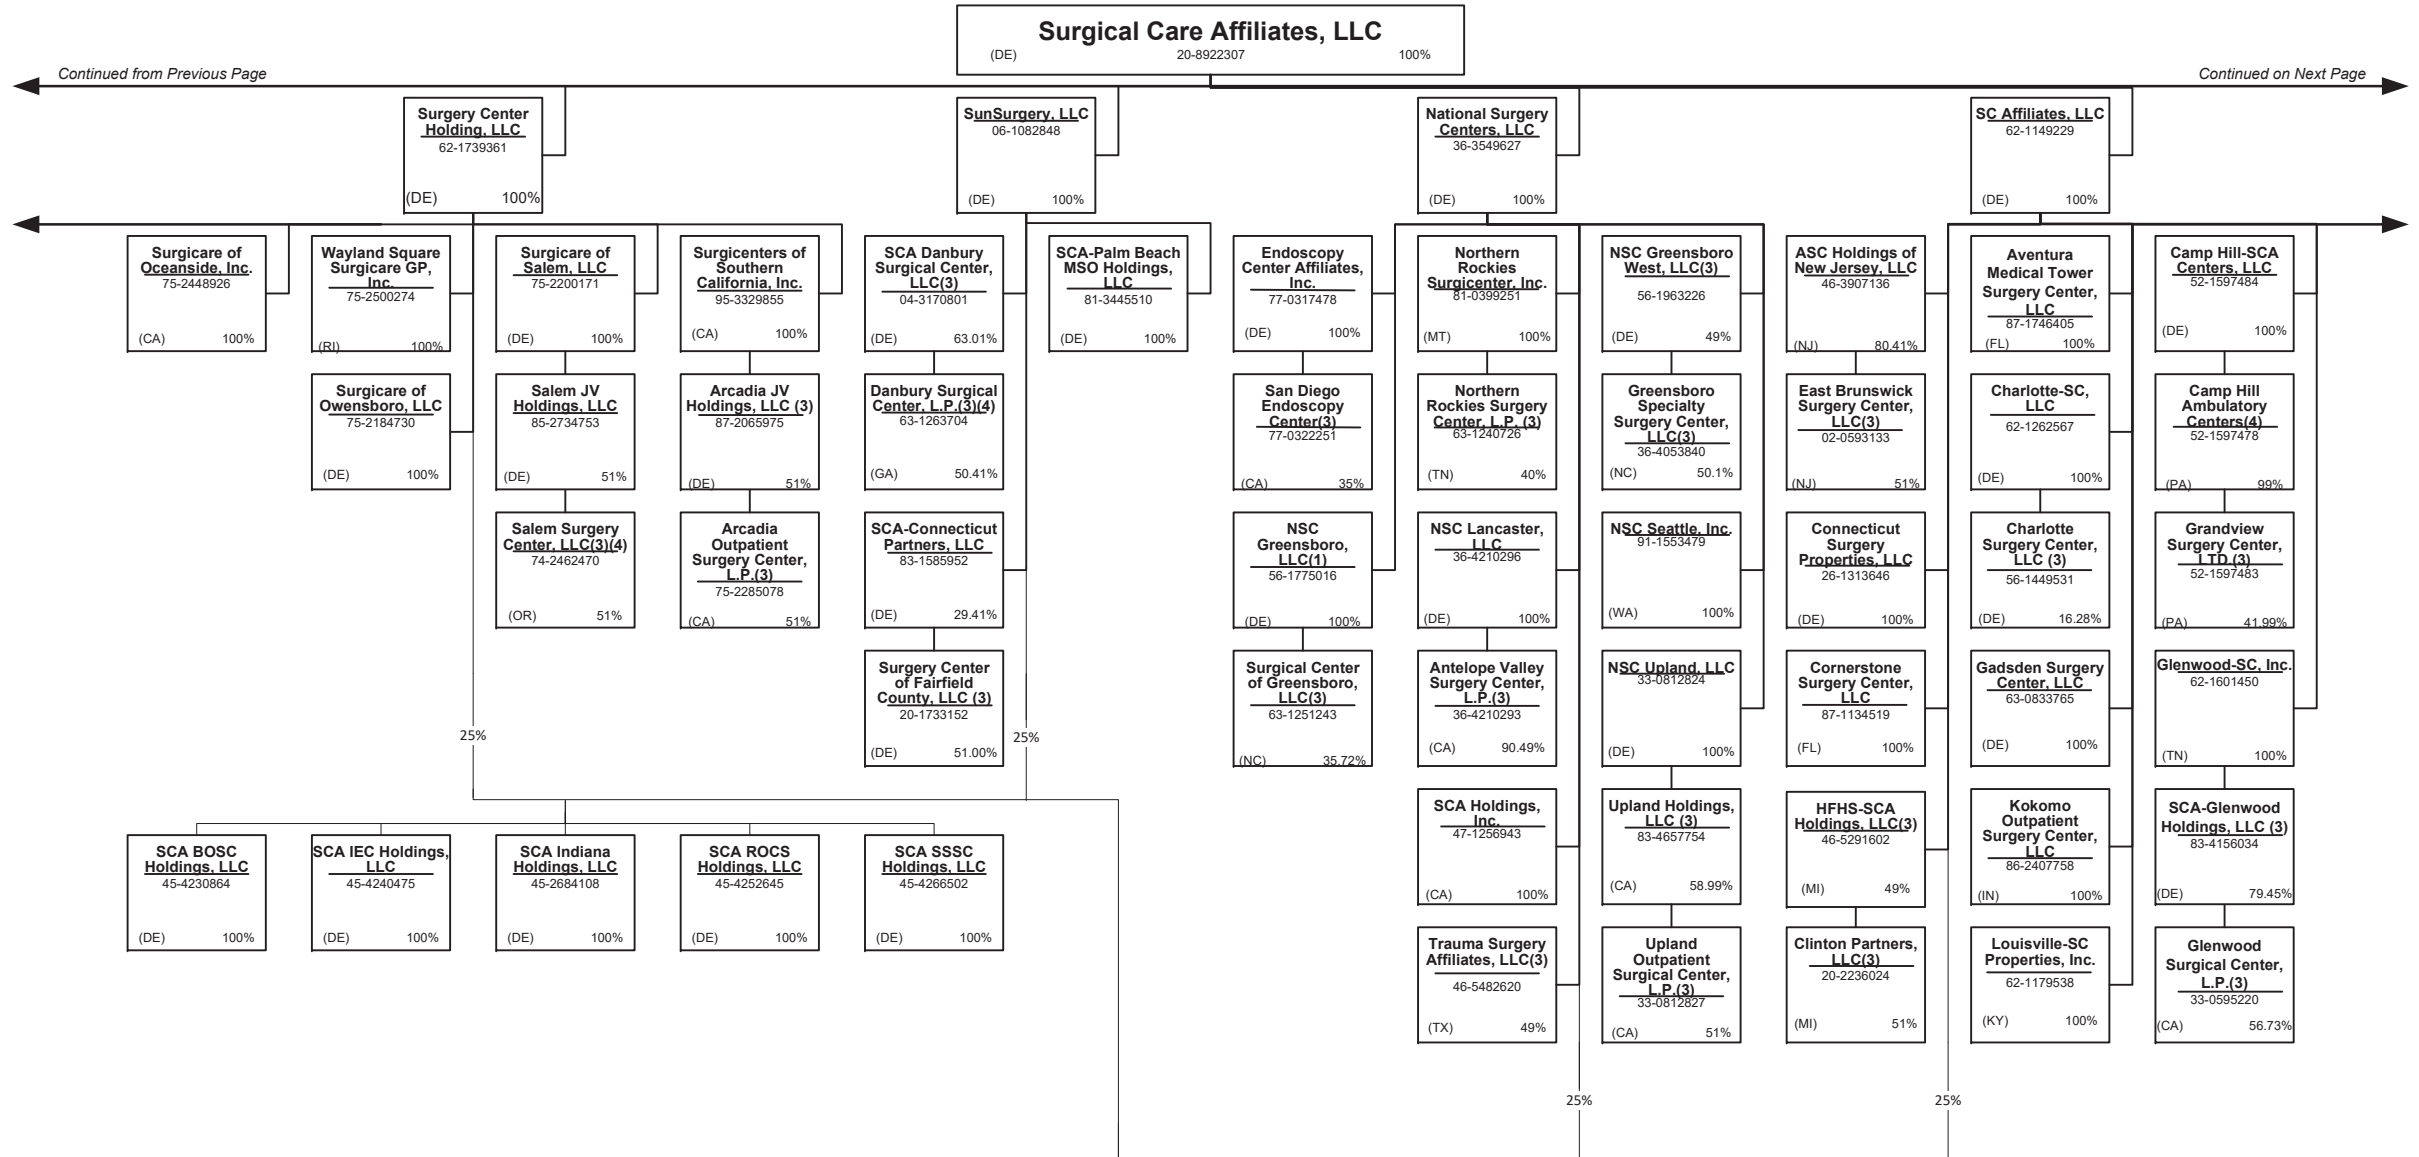 Surgical Care Affiliates, LLC
(DE) 20-8922307 100%
Continued from Previous Page
Continued on Next Page
Surgery Center
Holding, LLC
62-1739361
(DE) 100%
SunSurgery, LLC
06-1082848
(DE) 100%
National Surgery
Centers, LLC
36-3549627
(DE) 100%
SC Affiliates, LLC
62-1149229
(DE) 100%
Surgicare of
Oceanside, Inc.
75-2448926
(CA) 100%
Wayland Square
Surgicare GP,
Inc.
75-2500274
(RI) 100%
Surgicare of
Salem, LLC
75-2200171
(DE) 100%
Surgicenters of
Southern
California, Inc.
95-3329855
(CA) 100%
SCA Danbury
Surgical Center,
LLC(3)
04-3170801
(DE) 63.01%
SCA-Palm Beach
MSO Holdings,
LLC
81-3445510
(DE) 100%
Endoscopy
Center Affiliates,
Inc.
77-0317478
(DE) 100%
Northern
Rockies
Surgicenter, Inc.
81-0399251
(MT) 100%
NSC Greensboro
West, LLC(3)
56-1963226
(DE) 49%
ASC Holdings of
New Jersey, LLC
46-3907136
(NJ) 80.41%
Aventura
Medical Tower
Surgery Center,
LLC
87-1746405
(FL) 100%
Camp Hill-SCA
Centers, LLC
52-1597484
(DE) 100%
Surgicare of
Owensboro, LLC
75-2184730
(DE) 100%
Salem JV
Holdings, LLC
85-2734753
(DE) 51%
Arcadia JV
Holdings, LLC (3)
87-2065975
(DE) 51%
Danbury Surgical
Center, L.P.(3)(4)
63-1263704
(GA) 50.41%
San Diego
Endoscopy
Center(3)
77-0322251
(CA) 35%
Northern
Rockies Surgery
Center, L.P. (3)
63-1240726
(TN) 40%
Greensboro
Specialty
Surgery Center,
LLC(3)
36-4053840
(NC) 50.1%
East Brunswick
Surgery Center,
LLC(3)
02-0593133
(NJ) 51%
Charlotte-SC,
LLC
62-1262567
(DE) 100%
Camp Hill
Ambulatory
Centers(4)
52-1597478
(PA) 99%
Salem Surgery
Center, LLC(3)(4)
74-2462470
(OR) 51%
Arcadia
Outpatient
Surgery Center,
L.P.(3)
75-2285078
(CA) 51%
SCA-Connecticut
Partners, LLC
83-1585952
(DE) 29.41%
NSC
Greensboro,
LLC(1)
56-1775016
(DE) 100%
NSC Lancaster,
LLC
36-4210296
(DE) 100%
NSC Seattle, Inc.
91-1553479
(WA) 100%
Connecticut
Surgery
Properties, LLC
26-1313646
(DE) 100%
Charlotte
Surgery Center,
LLC (3)
56-1449531
(DE) 16.28%
Grandview
Surgery Center,
LTD.(3)
52-1597483
(PA) 41.99%
Surgery Center
of Fairfield
County, LLC (3)
20-1733152
(DE) 51.00%
Surgical Center
of Greensboro,
LLC(3)
63-1251243
(NC) 35.72%
Antelope Valley
Surgery Center,
L.P.(3)
36-4210293
(CA) 90.49%
NSC Upland, LLC
33-0812824
(DE) 100%
Cornerstone
Surgery Center,
LLC
87-1134519
(FL) 100%
Gadsden Surgery
Center, LLC
63-0833765
(DE) 100%
Glenwood-SC, Inc.
62-1601450
(TN) 100%
25%
25%
SCA Holdings,
Inc.
47-1256943
(CA) 100%
Upland Holdings,
LLC (3)
83-4657754
(CA) 58.99%
HFHS-SCA
Holdings, LLC(3)
46-5291602
(MI) 49%
Kokomo
Outpatient
Surgery Center,
LLC
86-2407758
(IN) 100%
SCA-Glenwood
Holdings, LLC (3)
83-4156034
(DE) 79.45%
SCA BOSC
Holdings, LLC
45-4230864
(DE) 100%
SCA IEC Holdings,
LLC
45-4240475
(DE) 100%
SCA Indiana
Holdings, LLC
45-2684108
(DE) 100%
SCA ROCS
Holdings, LLC
45-4252645
(DE) 100%
SCA SSSC
Holdings, LLC
45-4266502
(DE) 100%
Trauma Surgery
Affiliates, LLC(3)
46-5482620
(TX) 49%
Upland
Outpatient
Surgical Center,
L.P.(3)
33-0812827
(CA) 51%
Clinton Partners,
LLC(3)
20-2236024
(MI) 51%
Louisville-SC
Properties, Inc.
62-1179538
(KY) 100%
Glenwood
Surgical Center,
L.P.(3)
33-0595220
(CA) 56.73%
25%
25%